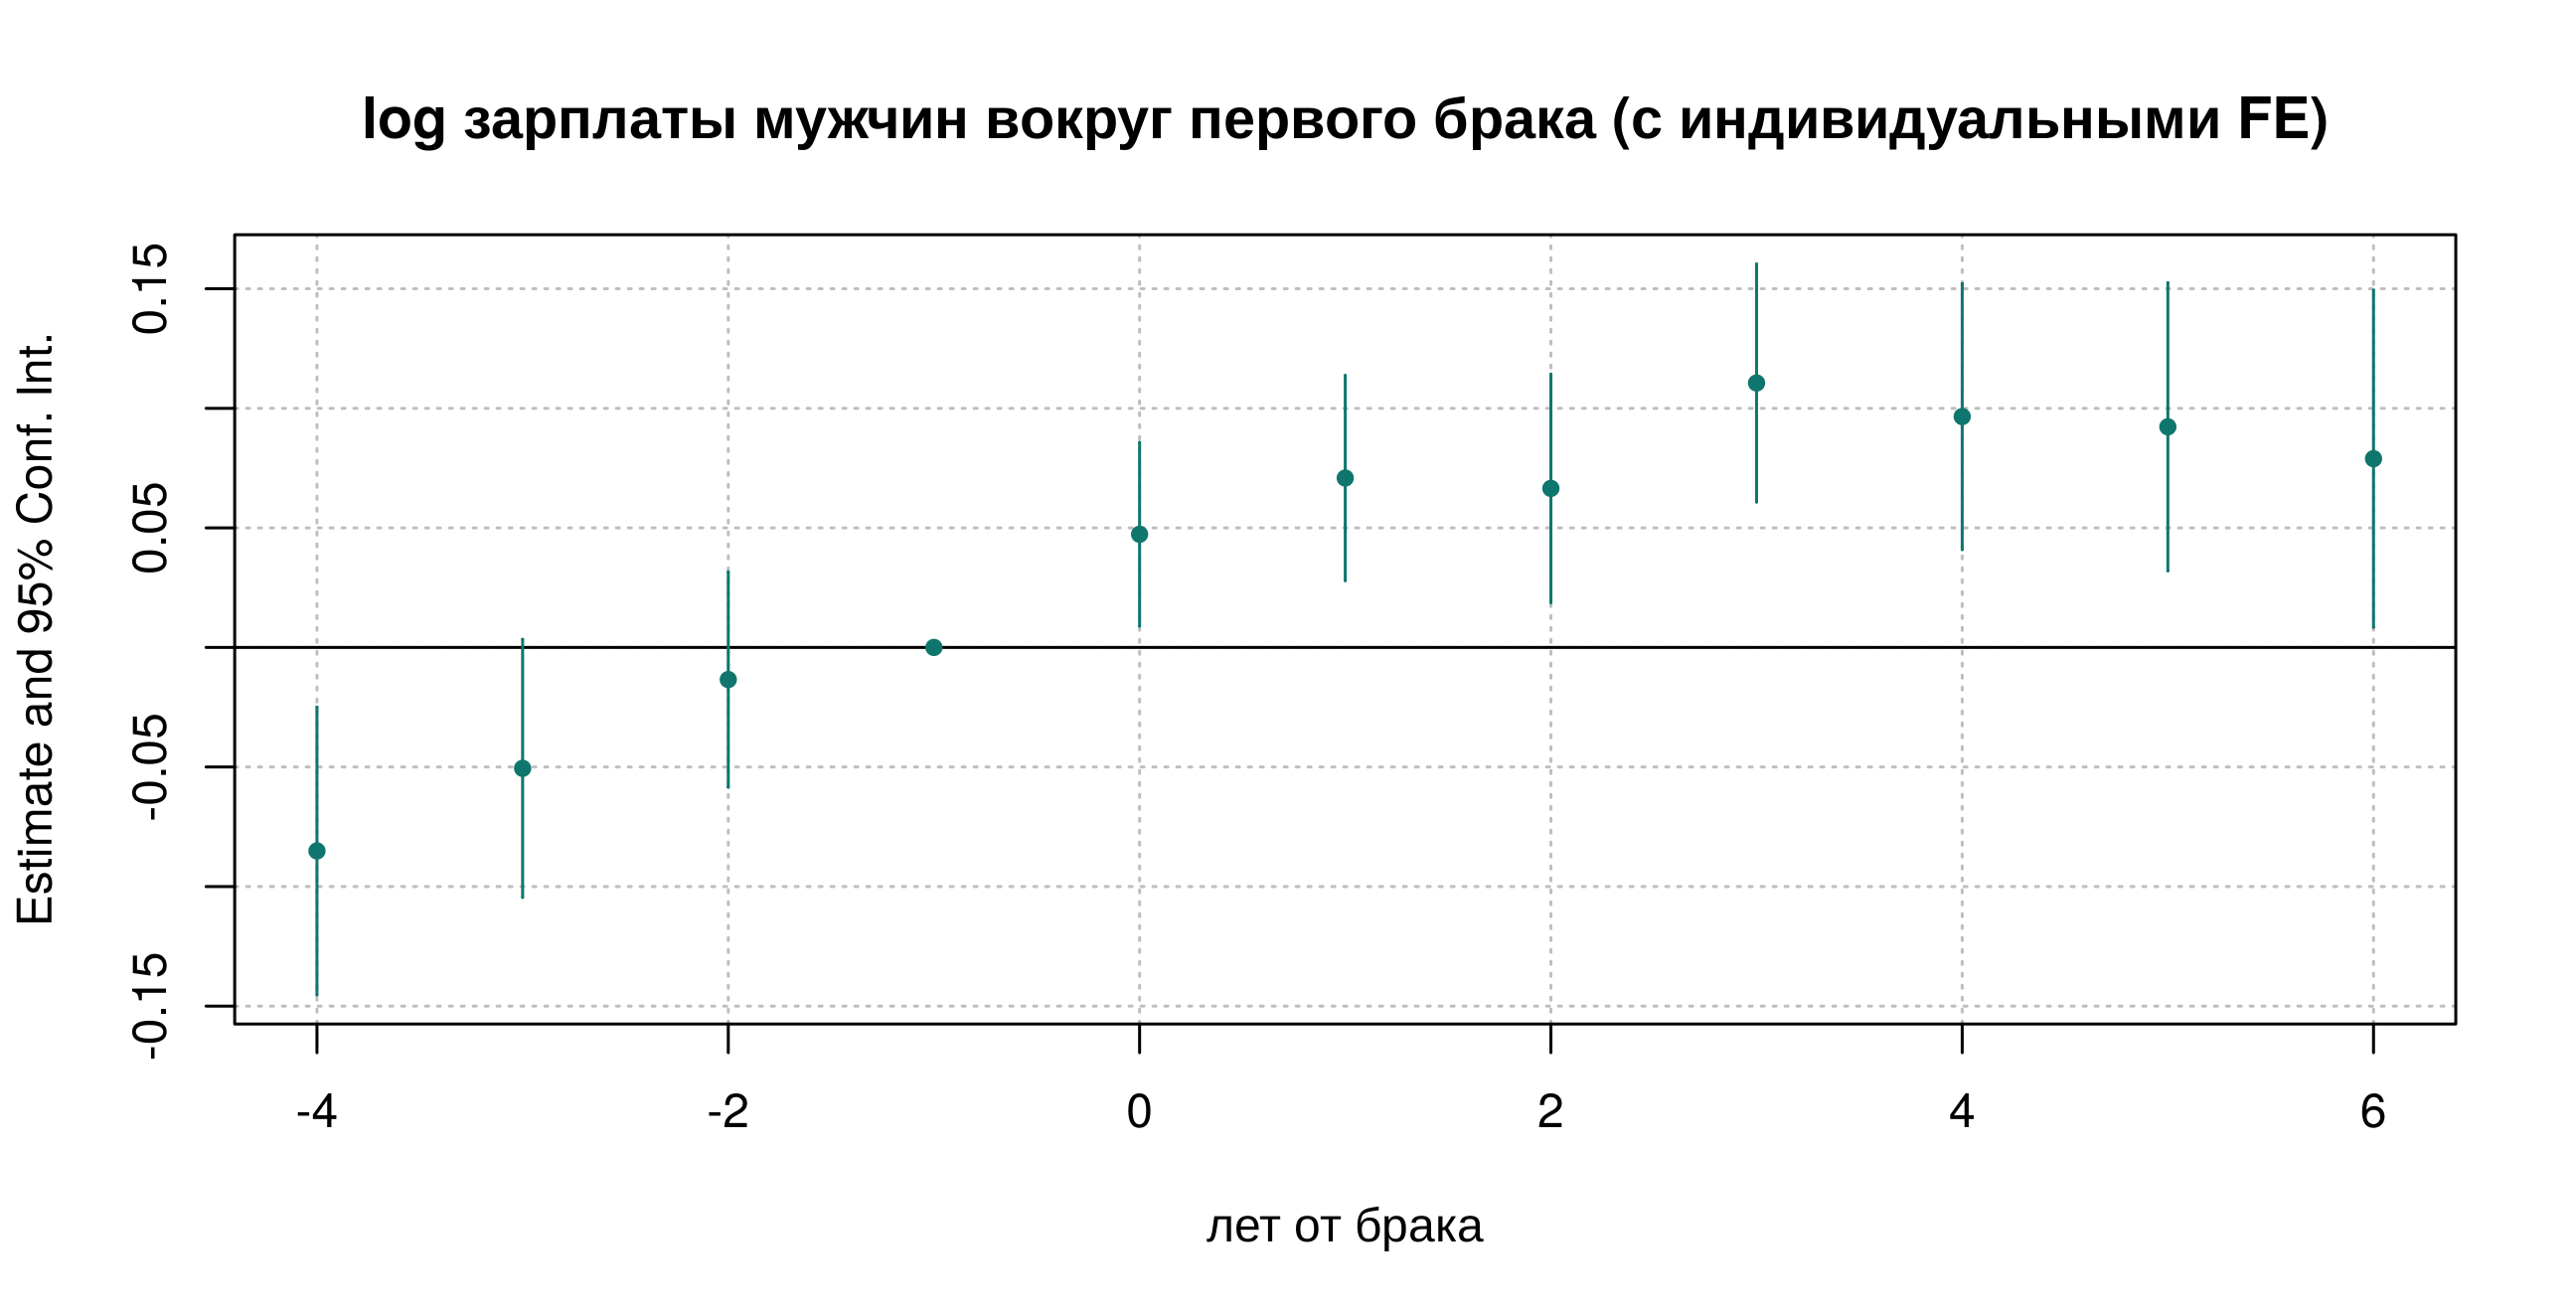 log зарплаты мужчин вокруг первого брака (с индивидуальными FE)
Estimate and 95% Conf. Int.
0.15
0.05
-0.05
-0.15
-4 -2 0 2 4 6
лет от брака